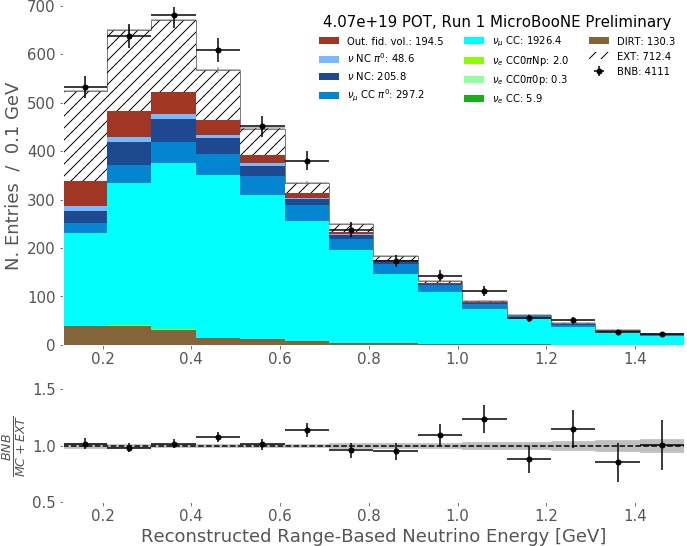 4.07e+19 POT, Run 1 MicroBooNE Preliminary
Out. fid. vol.: 194.5
ν NC π⁰: 48.6
ν NC: 205.8
ν_μ CC π⁰: 297.2
ν_μ CC: 1926.4
ν_e CC0πNp: 2.0
ν_e CC0π0p: 0.3
ν_e CC: 5.9
DIRT: 130.3
EXT: 712.4
BNB: 4111
N. Entries / 0.1 GeV
700
600
500
400
300
200
100
0
0.2 0.4 0.6 0.8 1.0 1.2 1.4
BNB
MC + EXT
1.5
1.0
0.5
0.2 0.4 0.6 0.8 1.0 1.2 1.4
Reconstructed Range-Based Neutrino Energy [GeV]